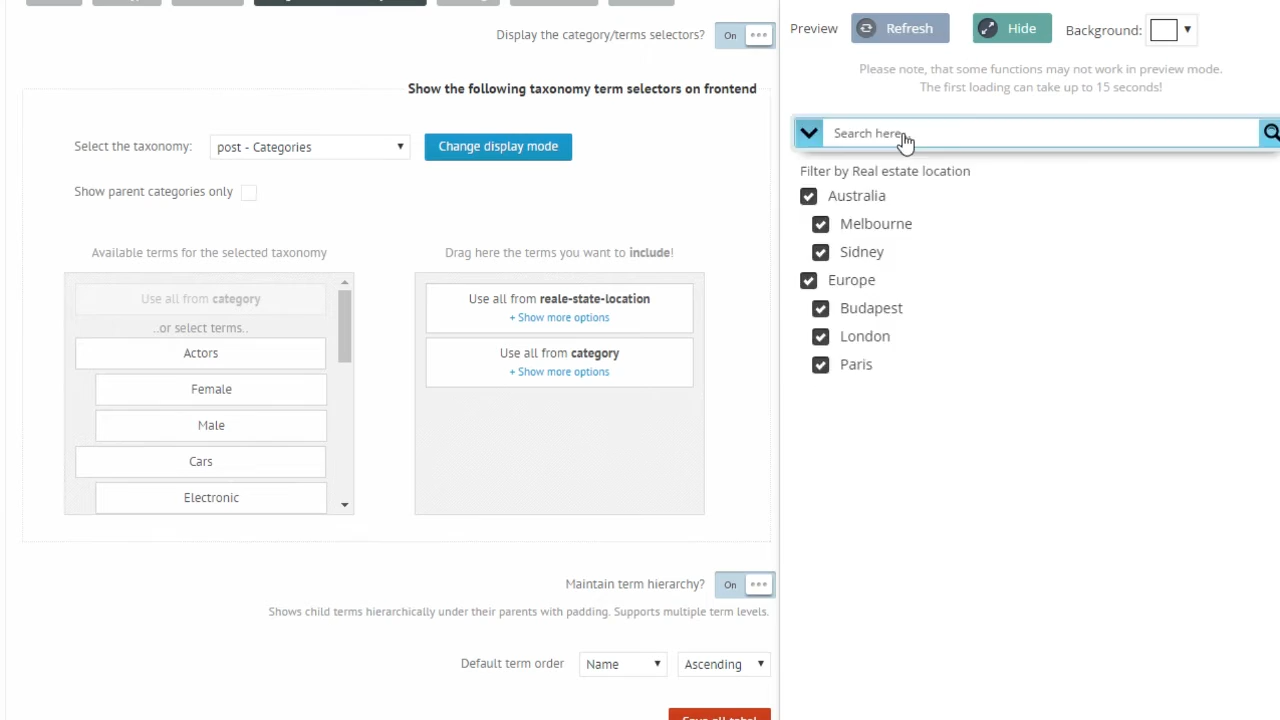 Display the category/terms selectors?
On
Show the following taxonomy term selectors on frontend
Select the taxonomy:
post - Categories
Change display mode
Show parent categories only
Available terms for the selected taxonomy
Use all from category
..or select terms..
Actors
Female
Male
Cars
Electronic
Drag here the terms you want to include!
Use all from reale-state-location
+ Show more options
Use all from category
+ Show more options
Maintain term hierarchy?
On
Shows child terms hierarchically under their parents with padding. Supports multiple term levels.
Default term order
Name
Ascending
Save all tabs!
Preview
Refresh
Hide
Background:
Please note, that some functions may not work in preview mode.
The first loading can take up to 15 seconds!
Search here
Filter by Real estate location
Australia
Melbourne
Sidney
Europe
Budapest
London
Paris